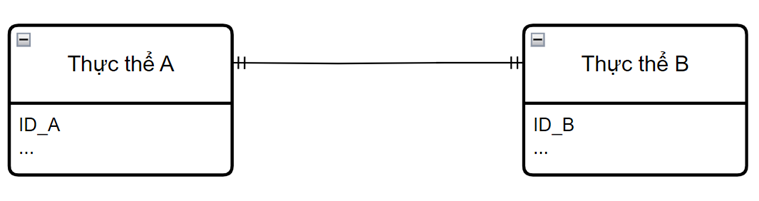 Thực thể A
ID_A
...
Thực thể B
ID_B
...